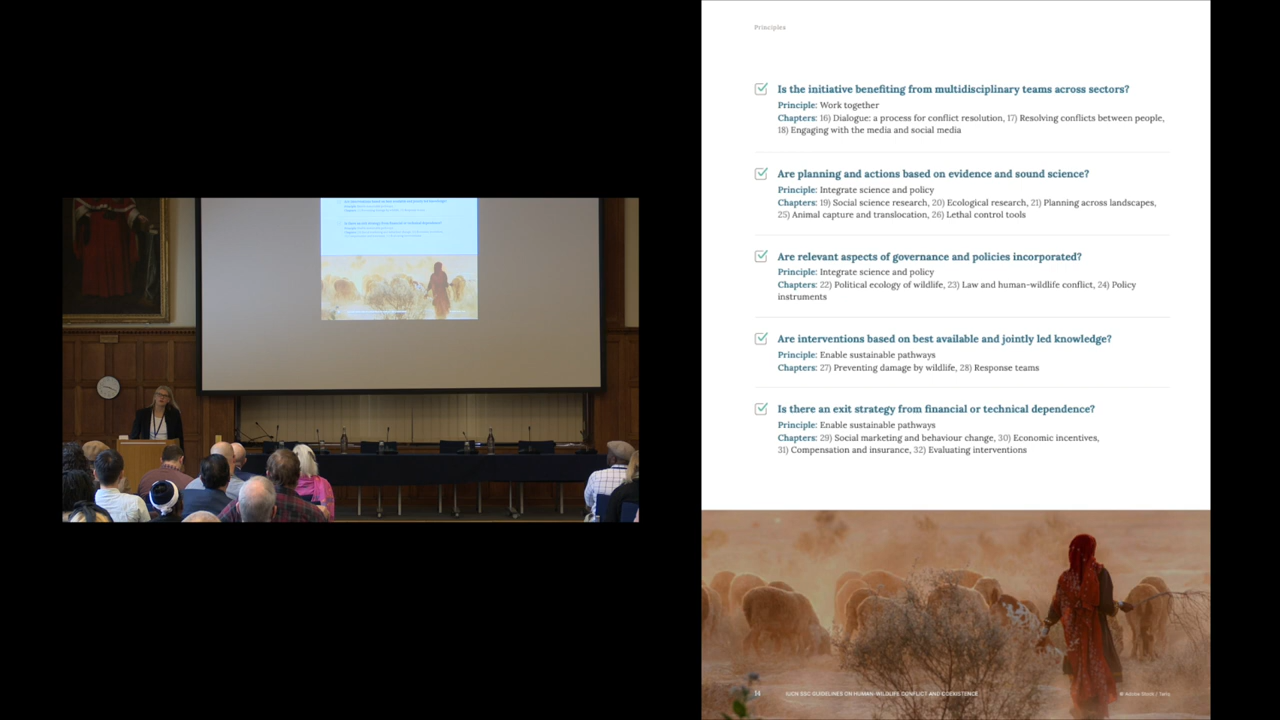 Principles
Is the initiative benefiting from multidisciplinary teams across sectors?
Principle: Work together
Chapters: 16) Dialogue: a process for conflict resolution, 17) Resolving conflicts between people,
18) Engaging with the media and social media
Are planning and actions based on evidence and sound science?
Principle: Integrate science and policy
Chapters: 19) Social science research, 20) Ecological research, 21) Planning across landscapes,
25) Animal capture and translocation, 26) Lethal control tools
Are relevant aspects of governance and policies incorporated?
Principle: Integrate science and policy
Chapters: 22) Political ecology of wildlife, 23) Law and human-wildlife conflict, 24) Policy
instruments
Are interventions based on best available and jointly led knowledge?
Principle: Enable sustainable pathways
Chapters: 27) Preventing damage by wildlife, 28) Response teams
Is there an exit strategy from financial or technical dependence?
Principle: Enable sustainable pathways
Chapters: 29) Social marketing and behaviour change, 30) Economic incentives,
31) Compensation and insurance, 32) Evaluating interventions
14 IUCN SSC GUIDELINES ON HUMAN-WILDLIFE CONFLICT AND COEXISTENCE
© Adobe Stock /